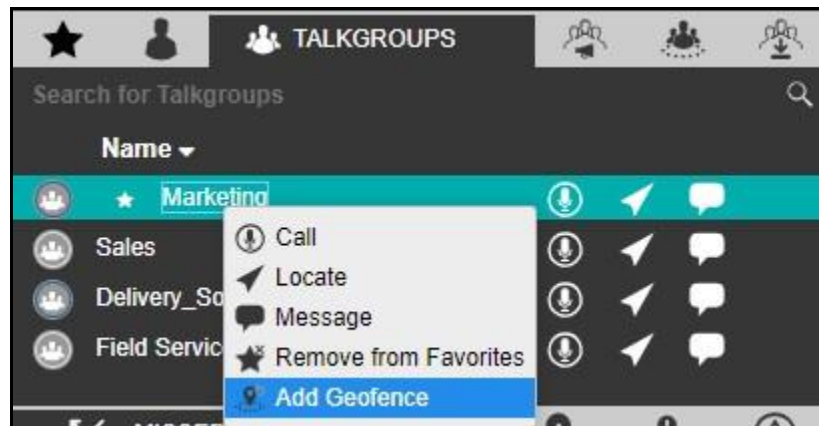 TALKGROUPS
Search for Talkgroups
Name
Marketing
Call
Sales
Locate
Message
Remove from Favorites
Add Geofence